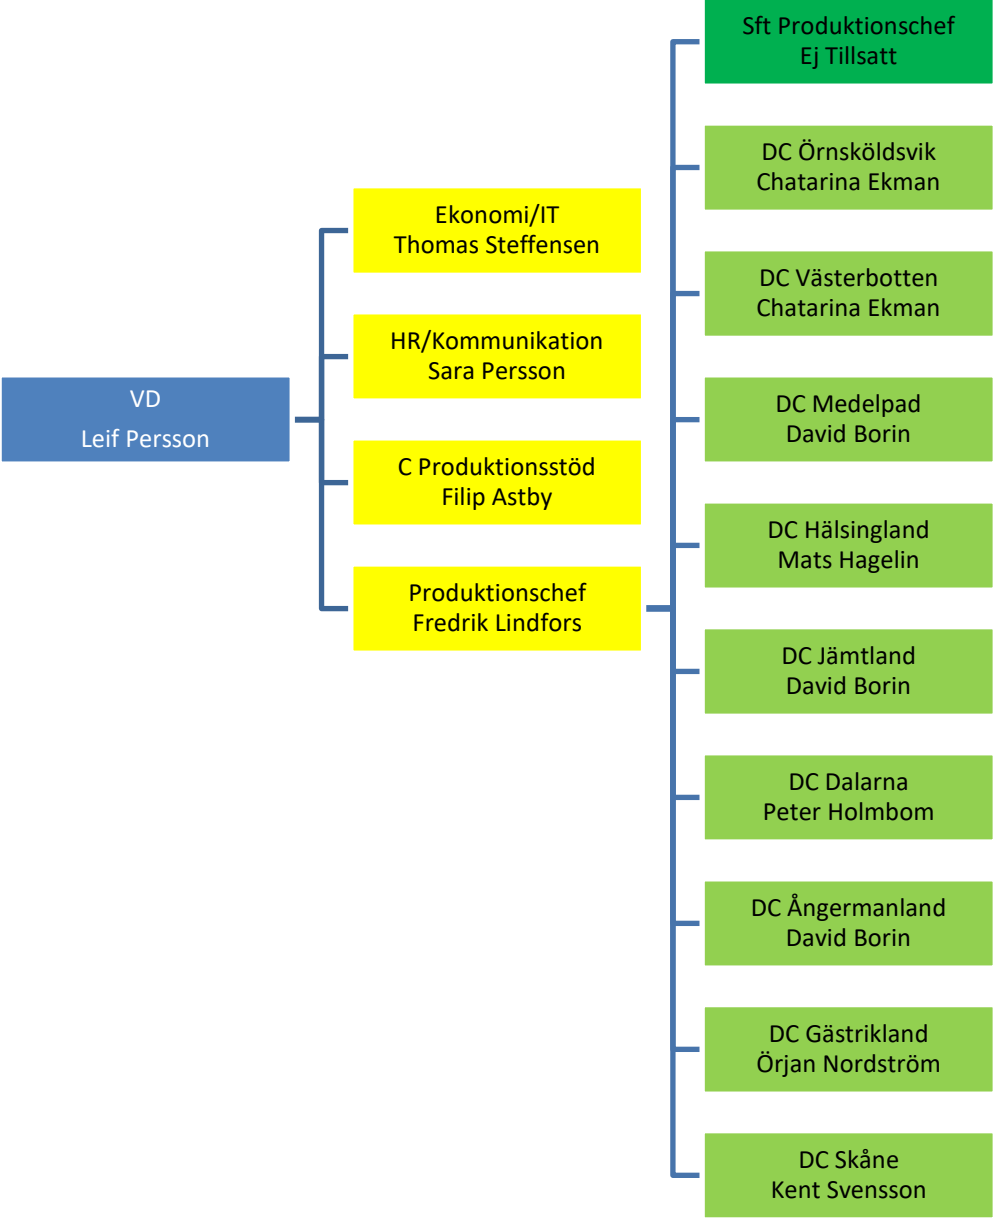 VD
Leif Persson
Ekonomi/IT
Thomas Steffensen
HR/Kommunikation
Sara Persson
C Produktionsstöd
Filip Astby
Produktionschef
Fredrik Lindfors
Sft Produktionschef
Ej Tillsatt
DC Örnsköldsvik
Chatarina Ekman
DC Västerbotten
Chatarina Ekman
DC Medelpad
David Borin
DC Hälsingland
Mats Hagelin
DC Jämtland
David Borin
DC Dalarna
Peter Holmbom
DC Ångermanland
David Borin
DC Gästrikland
Örjan Nordström
DC Skåne
Kent Svensson